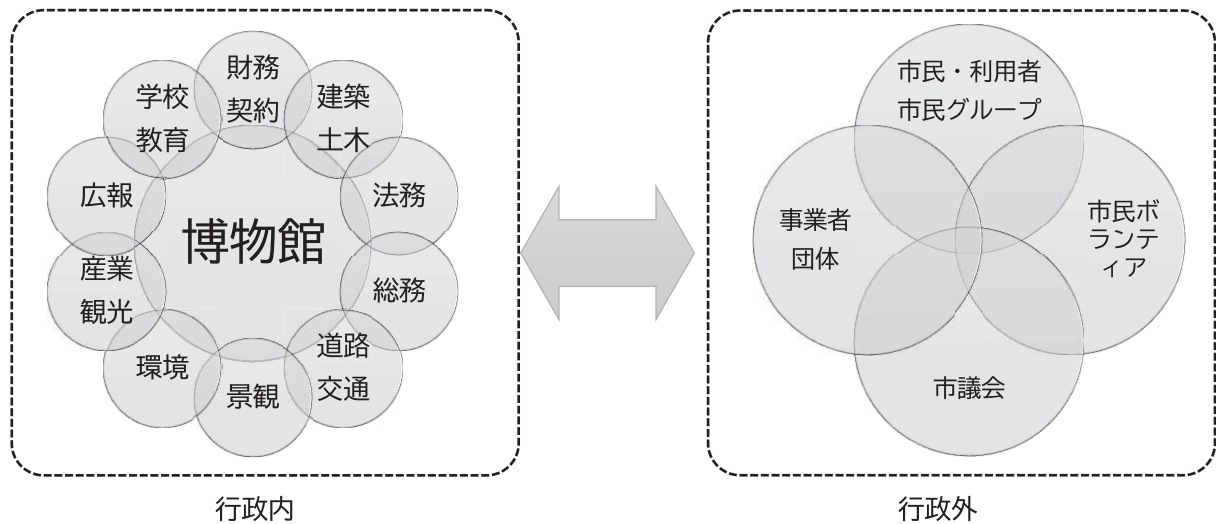 財務
契約
建築
土木
法務
総務
道路
交通
景観
環境
産業
観光
広報
学校
教育
博物館
行政内
市民・利用者
市民グループ
事業者
団体
市民ボ
ランテ
ィア
市議会
行政外